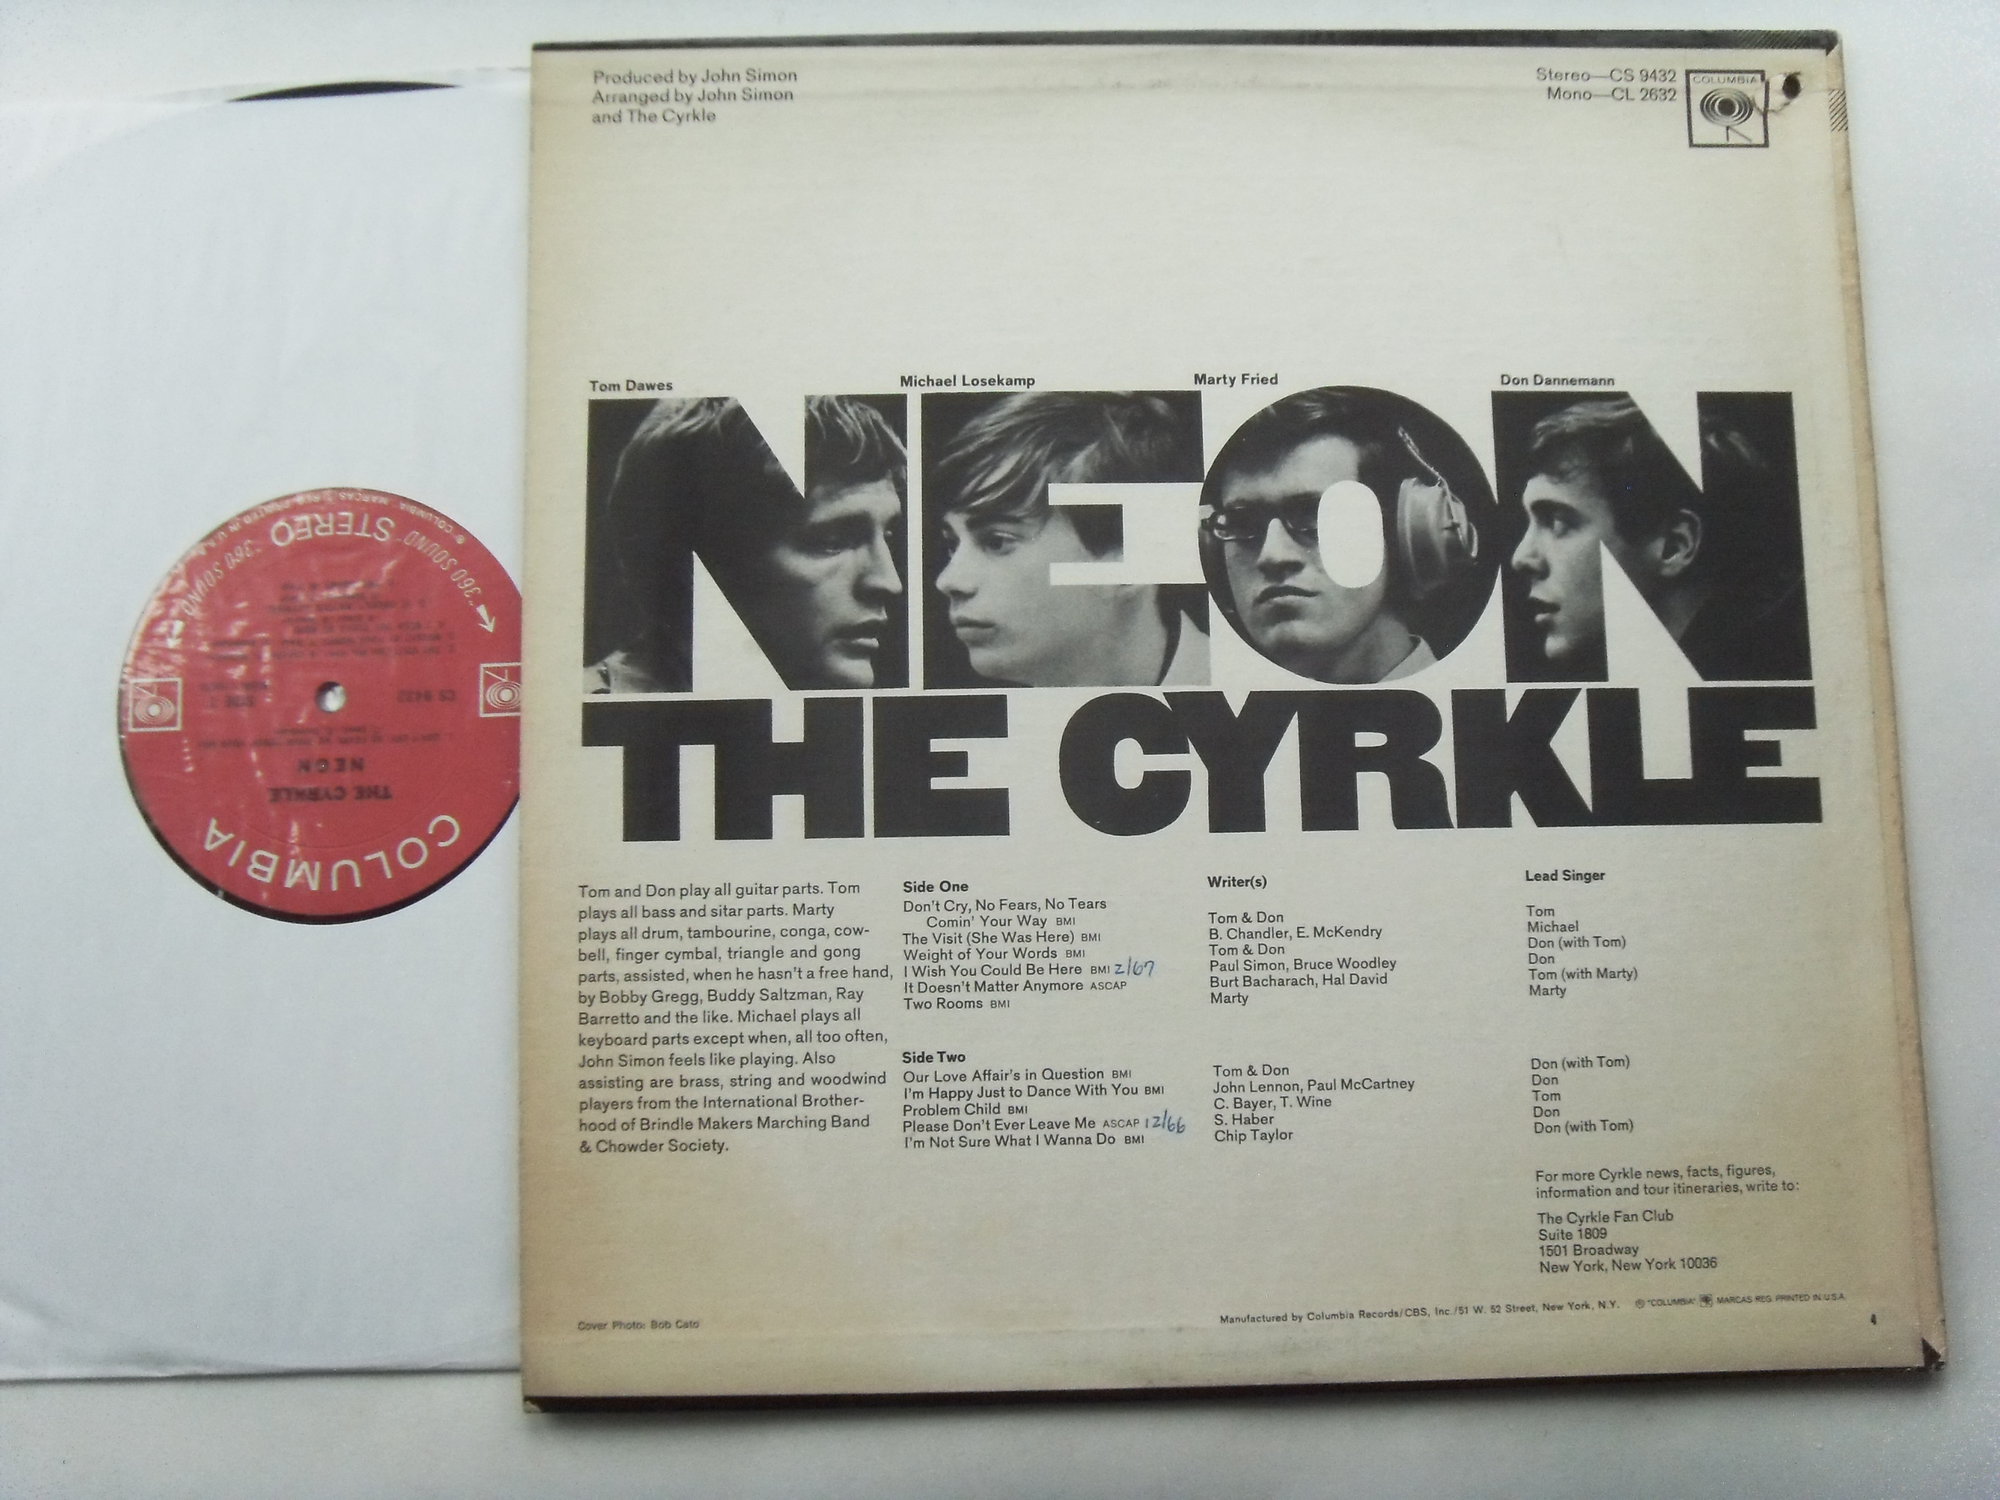 Produced by John Simon
Arranged by John Simon
and The Cyrkle
Stereo—CS 9432
Mono—CL 2632
COLUMBIA
Tom Dawes
Michael Losekamp
Marty Fried
Don Dannemann
NEON
THE CYRKLE
Tom and Don play all guitar parts. Tom
plays all bass and sitar parts. Marty
plays all drum, tambourine, conga, cow-
bell, finger cymbal, triangle and gong
parts, assisted, when he hasn't a free hand,
by Bobby Gregg, Buddy Saltzman, Ray
Barretto and the like. Michael plays all
keyboard parts except when, all too often,
John Simon feels like playing. Also
assisting are brass, string and woodwind
players from the International Brother-
hood of Brindle Makers Marching Band
& Chowder Society.
Side One
Don't Cry, No Fears, No Tears
Comin' Your Way BMI
The Visit (She Was Here) BMI
Weight of Your Words BMI
I Wish You Could Be Here BMI 2/67
It Doesn't Matter Anymore ASCAP
Two Rooms BMI
Side Two
Our Love Affair's in Question BMI
I'm Happy Just to Dance With You BMI
Problem Child BMI
Please Don't Ever Leave Me ASCAP 12/66
I'm Not Sure What I Wanna Do BMI
Writer(s)
Tom & Don
B. Chandler, E. McKendry
Tom & Don
Paul Simon, Bruce Woodley
Burt Bacharach, Hal David
Marty
Tom & Don
John Lennon, Paul McCartney
C. Bayer, T. Wine
S. Haber
Chip Taylor
Lead Singer
Tom
Michael
Don (with Tom)
Don
Tom (with Marty)
Marty
Don (with Tom)
Don
Tom
Don
Don (with Tom)
For more Cyrkle news, facts, figures,
information and tour itineraries, write to:
The Cyrkle Fan Club
Suite 1809
1501 Broadway
New York, New York 10036
Cover Photo: Bob Cato
Manufactured by Columbia Records/CBS, Inc./51 W. 52 Street, New York, N.Y. ® "COLUMBIA" MARCAS REG. PRINTED IN U.S.A.
4
COLUMBIA
THE CYRKLE
NEON
CS 9432
"360 SOUND" STEREO "360 SOUND"